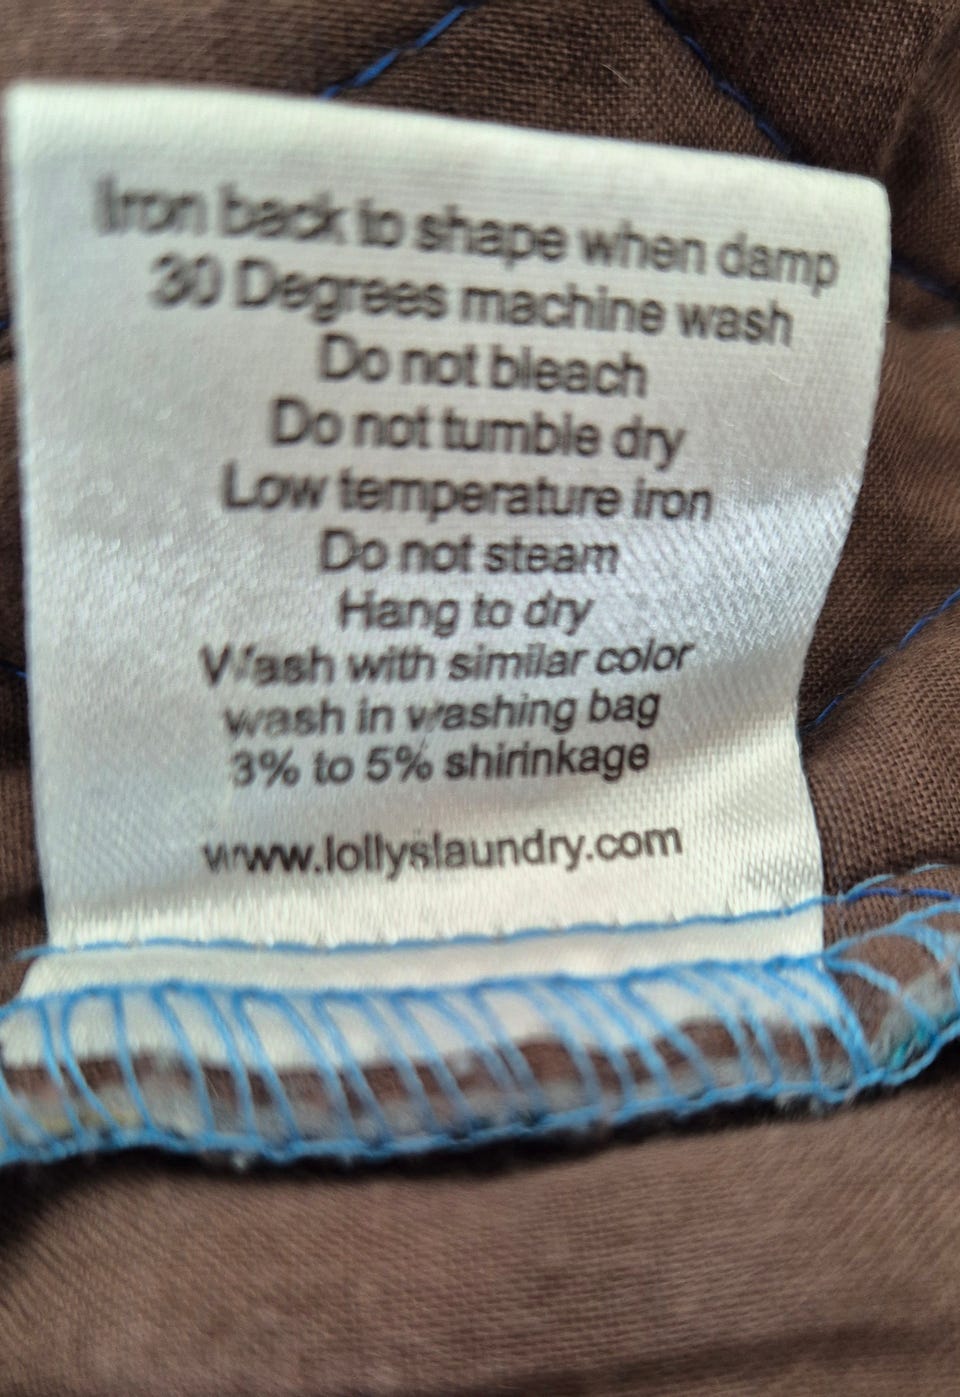 Iron back to shape when damp
30 Degrees machine wash
Do not bleach
Do not tumble dry
Low temperature iron
Do not steam
Hang to dry
Wash with similar color
wash in washing bag
3% to 5% shirinkage
www.lollyslaundry.com